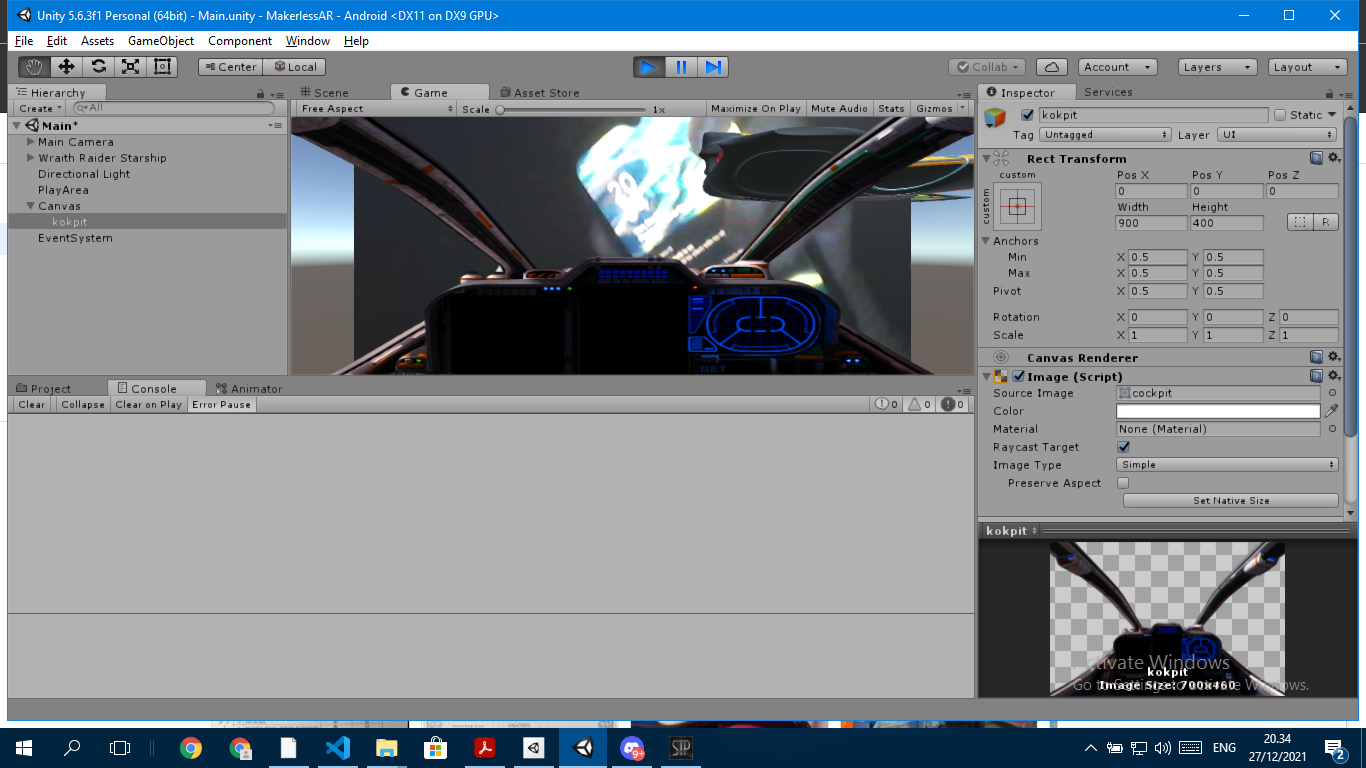 Unity 5.6.3f1 Personal (64bit) - Main.unity - MakerlessAR - Android <DX11 on DX9 GPU>
File Edit Assets GameObject Component Window Help
Center Local Collab Account Layers Layout
Hierarchy
Create All
Main*
Main Camera
Wraith Raider Starship
Directional Light
PlayArea
Canvas
kokpit
EventSystem
Scene Game Asset Store
Free Aspect Scale 1x Maximize On Play Mute Audio Stats Gizmos
20
Project Console Animator
Clear Collapse Clear on Play Error Pause 0 0 0
Inspector Services
kokpit Static
Tag Untagged Layer UI
Rect Transform
custom Pos X Pos Y Pos Z
custom 0 0 0
Width Height
900 400 R
Anchors
Min X 0.5 Y 0.5
Max X 0.5 Y 0.5
Pivot X 0.5 Y 0.5
Rotation X 0 Y 0 Z 0
Scale X 1 Y 1 Z 1
Canvas Renderer
Image (Script)
Source Image cockpit
Color
Material None (Material)
Raycast Target
Image Type Simple
Preserve Aspect
Set Native Size
kokpit
Activate Windows
kokpit
Go to Settings to activate Windows.
Image Size: 700x460
9+ STP ENG 20.34
27/12/2021 2